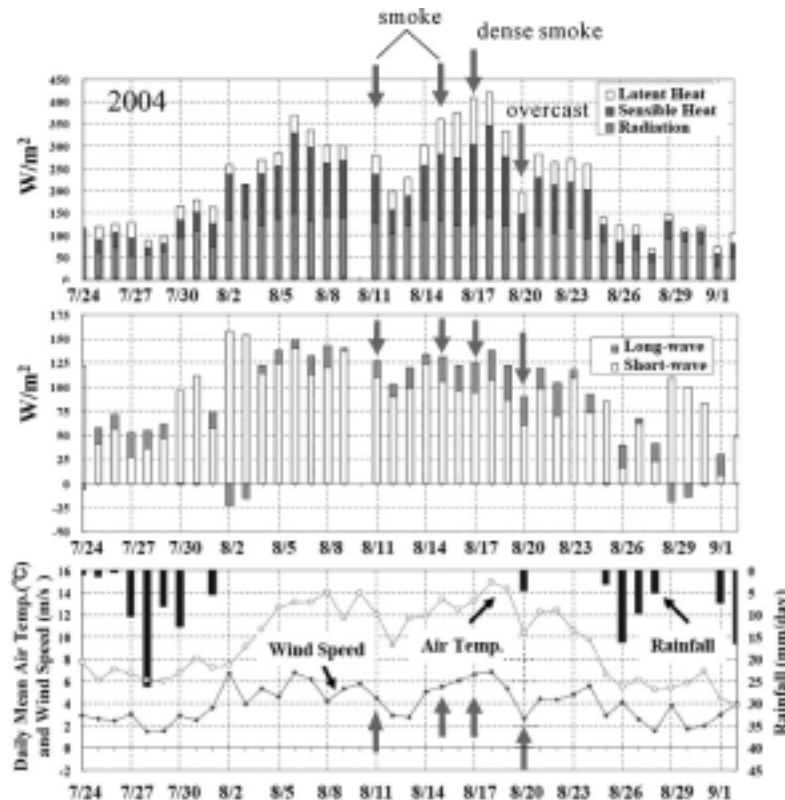 smoke
dense smoke
overcast
2004
Latent Heat
Sensible Heat
Radiation
W/m²
450
400
350
300
250
200
150
100
50
0
7/24 7/27 7/30 8/2 8/5 8/8 8/11 8/14 8/17 8/20 8/23 8/26 8/29 9/1
Long-wave
Short-wave
W/m²
175
150
125
100
75
50
25
0
-25
-50
7/24 7/27 7/30 8/2 8/5 8/8 8/11 8/14 8/17 8/20 8/23 8/26 8/29 9/1
Daily Mean Air Temp.(℃)
and Wind Speed (m/s)
16
14
12
10
8
6
4
2
0
-2
Wind Speed
Air Temp.
Rainfall
0
5
10
15
20
25
30
35
40
45
Rainfall (mm/day)
7/24 7/27 7/30 8/2 8/5 8/8 8/11 8/14 8/17 8/20 8/23 8/26 8/29 9/1